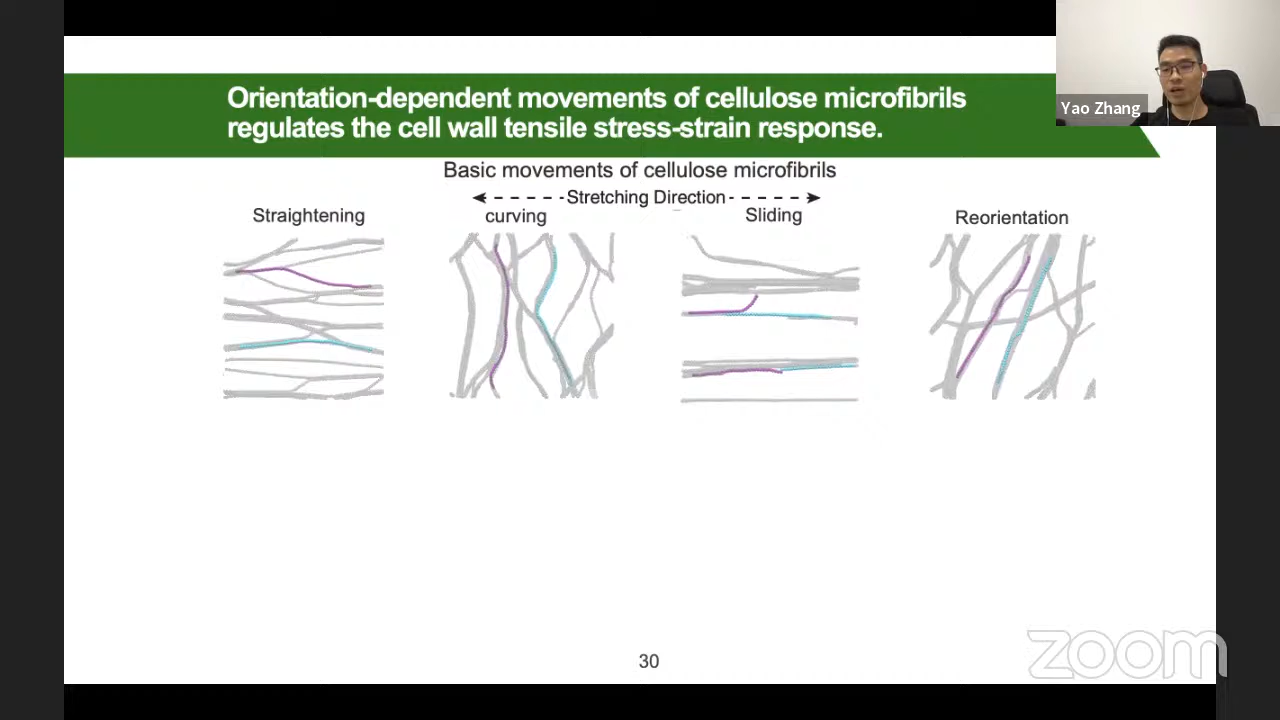 Orientation-dependent movements of cellulose microfibrils
regulates the cell wall tensile stress-strain response.
Yao Zhang
Basic movements of cellulose microfibrils
Stretching Direction
Straightening
curving
Sliding
Reorientation
30
zoom